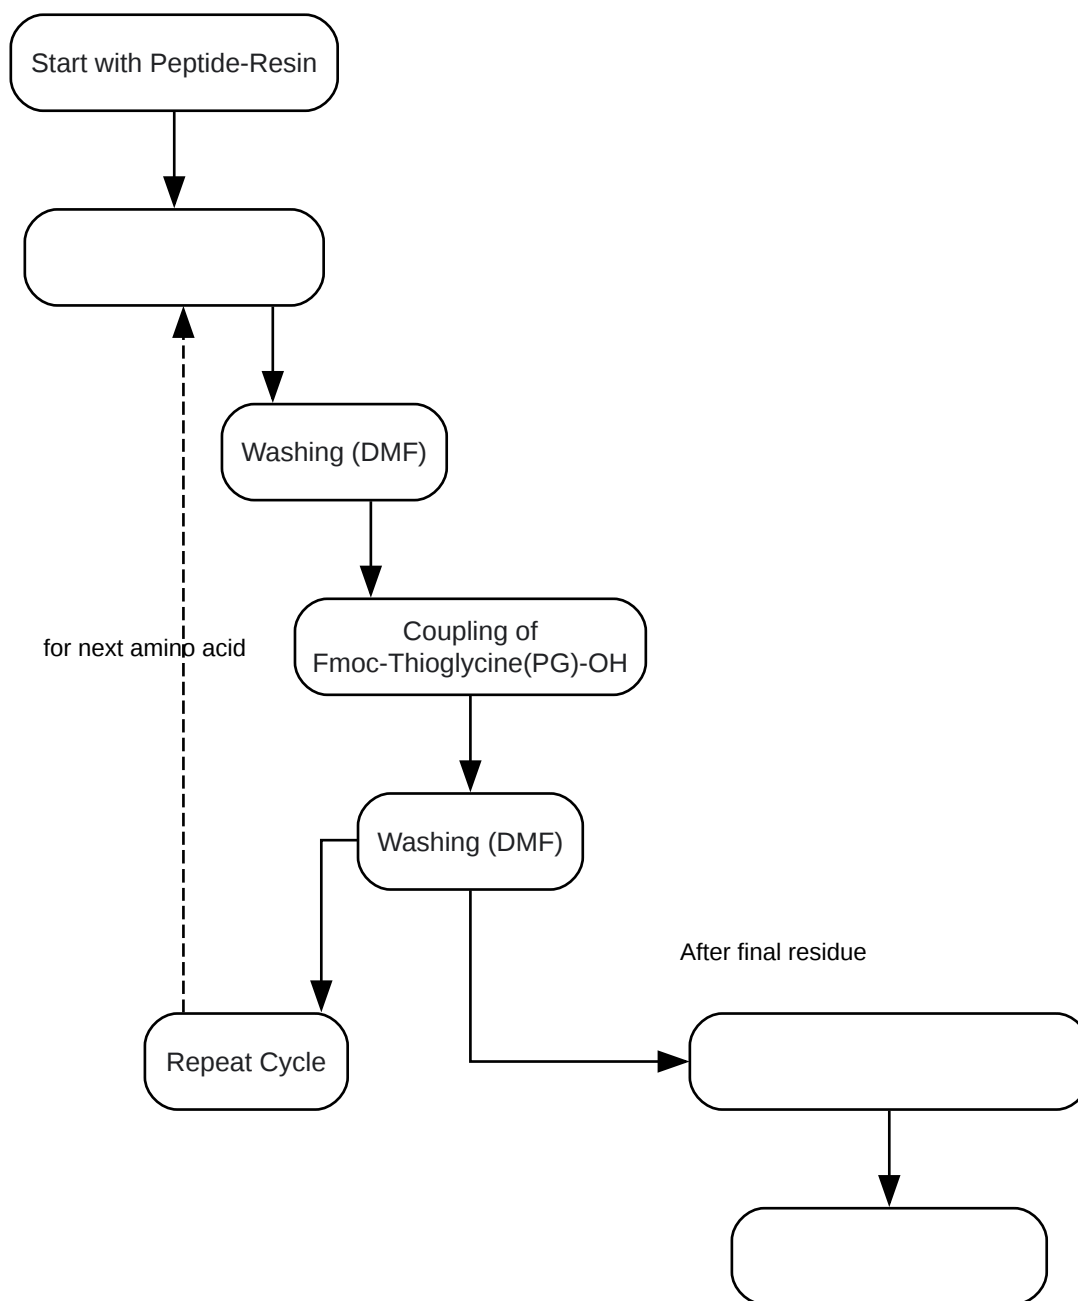 Start with Peptide-Resin
Washing (DMF)
Coupling of
Fmoc-Thioglycine(PG)-OH
for next amino acid
Washing (DMF)
After final residue
Repeat Cycle